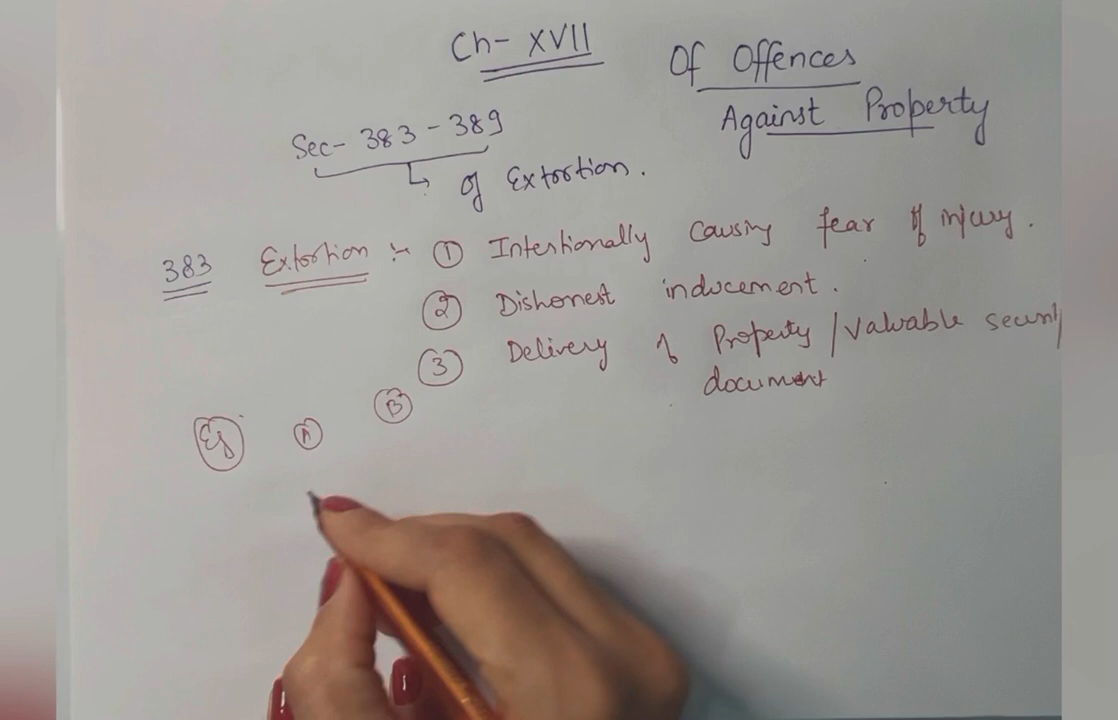 Ch- XVII
Of Offences
Against Property
Sec- 383 - 389
↳ of Extortion.
383 Extortion :- ① Intentionally causing fear of injury.
② Dishonest inducement.
③ Delivery of Property / Valuable securit
document
Eg A B